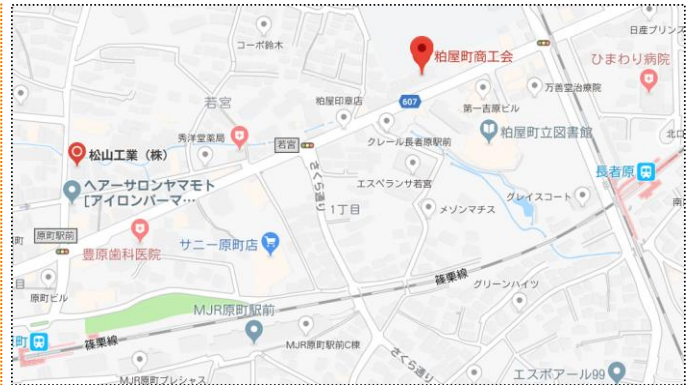 日産プリンス
コーポ鈴木
粕屋町商工会
ひまわり病院
万善堂治療院
若宮
粕屋印章店
607
第一吉原ビル
秀洋堂薬局
若宮
クレール長者原駅前
粕屋町立図書館
北口
松山工業（株）
さくら通り
エスペランサ若宮
長者原
ヘアーサロンヤマモト
[アイロンパーマ…
1丁目
メゾンマチス
グレイスコート
南
原町駅前
町
豊原歯科医院
サニー原町店
篠栗線
目
原町ビル
グリーンハイツ
MJR原町駅前
町
篠栗線
MJR原町駅前C棟
さくら通り
MJR原町プレシャス
エスポアール99